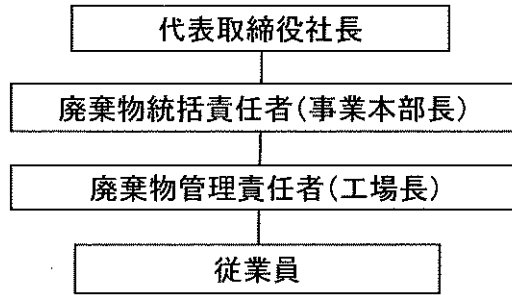 代表取締役社長
廃棄物統括責任者(事業本部長)
廃棄物管理責任者(工場長)
従業員